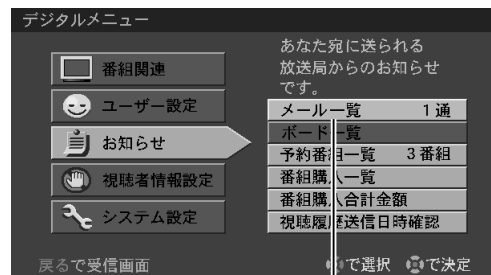 デジタルメニュー
番組関連
ユーザー設定
お知らせ
視聴者情報設定
システム設定
あなた宛に送られる
放送局からのお知らせ
です。
メール一覧 1通
ボード一覧
予約番組一覧 3番組
番組購入一覧
番組購入合計金額
視聴履歴送信日時確認
戻るで受信画面
で選択 で決定